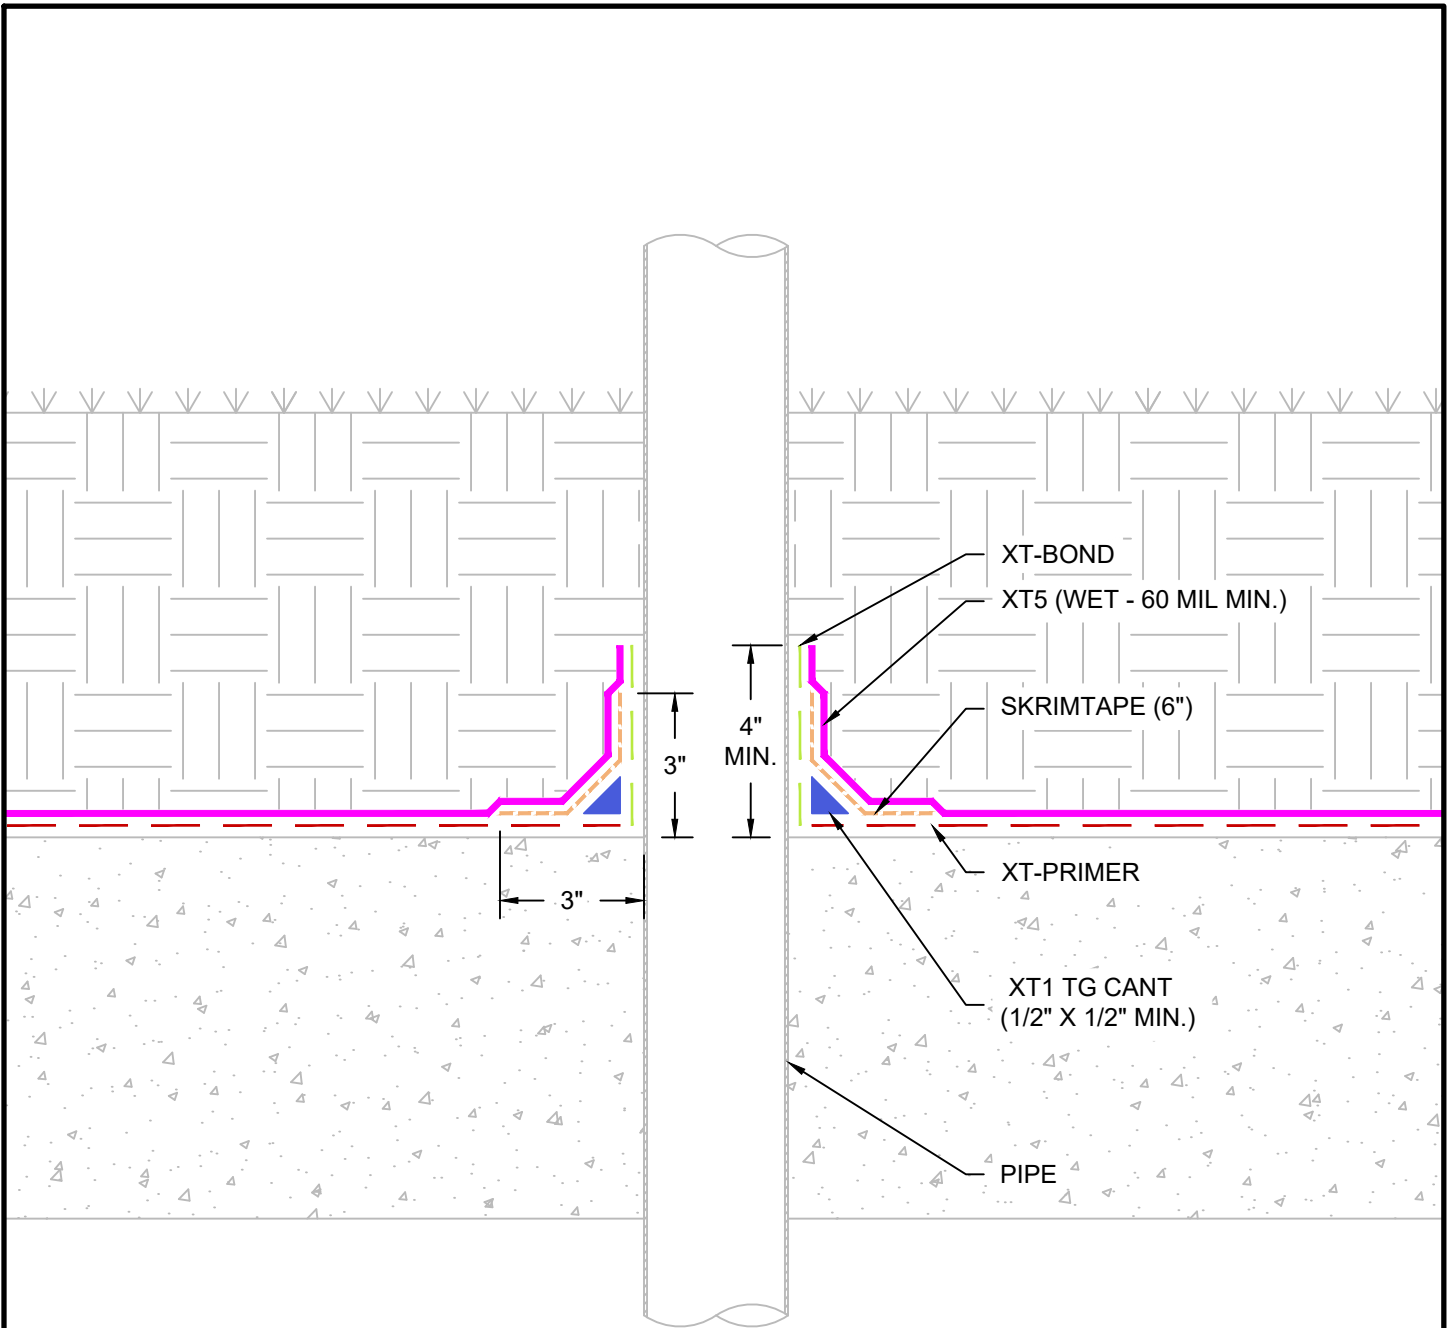 XT-BOND
XT5 (WET - 60 MIL MIN.)
SKRIMTAPE (6")
4"
MIN.
3"
XT-PRIMER
3"
XT1 TG CANT
(1/2" X 1/2" MIN.)
PIPE